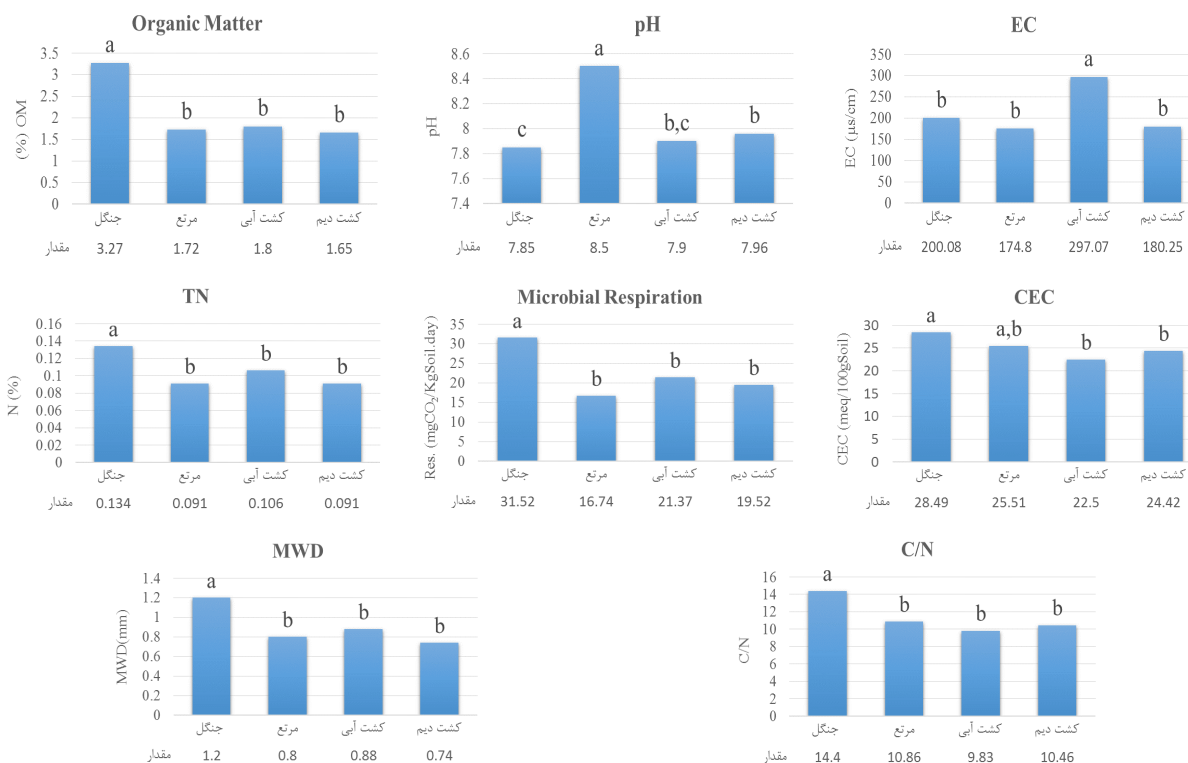 Organic Matter
a
b
b
b
(%) OM
3.5
3
2.5
2
1.5
1
0.5
0
جنگل
مرتع
کشت آبی
کشت دیم
مقدار
3.27
1.72
1.8
1.65
pH
a
c
b,c
b
pH
8.6
8.4
8.2
8
7.8
7.6
7.4
جنگل
مرتع
کشت آبی
کشت دیم
مقدار
7.85
8.5
7.9
7.96
EC
a
b
b
b
EC (µs/cm)
350
300
250
200
150
100
50
0
جنگل
مرتع
کشت آبی
کشت دیم
مقدار
200.08
174.8
297.07
180.25
TN
a
b
b
b
N (%)
0.16
0.14
0.12
0.1
0.08
0.06
0.04
0.02
0
جنگل
مرتع
کشت آبی
کشت دیم
مقدار
0.134
0.091
0.106
0.091
Microbial Respiration
a
b
b
b
Res. (mgCO₂/KgSoil.day)
35
30
25
20
15
10
5
0
جنگل
مرتع
کشت آبی
کشت دیم
مقدار
31.52
16.74
21.37
19.52
CEC
a
a,b
b
b
CEC (meq/100gSoil)
30
25
20
15
10
5
0
جنگل
مرتع
کشت آبی
کشت دیم
مقدار
28.49
25.51
22.5
24.42
MWD
a
b
b
b
MWD(mm)
1.4
1.2
1
0.8
0.6
0.4
0.2
0
جنگل
مرتع
کشت آبی
کشت دیم
مقدار
1.2
0.8
0.88
0.74
C/N
a
b
b
b
C/N
16
14
12
10
8
6
4
2
0
جنگل
مرتع
کشت آبی
کشت دیم
مقدار
14.4
10.86
9.83
10.46